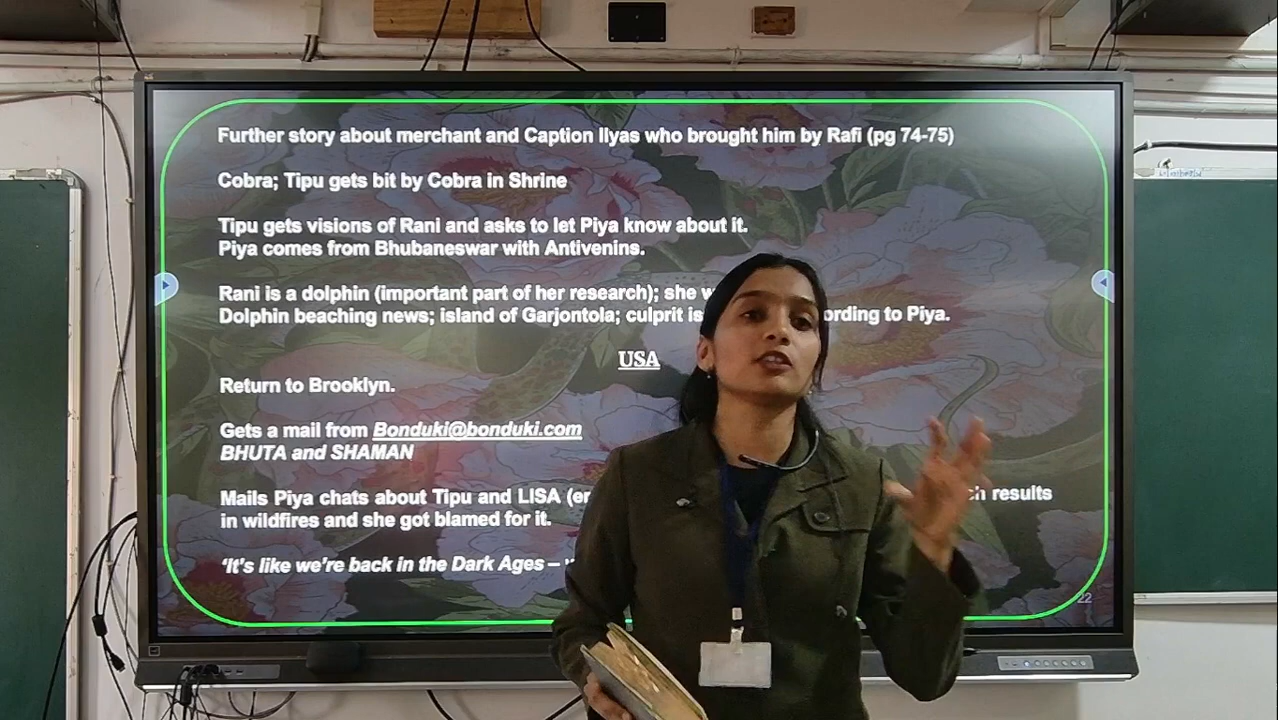 Further story about merchant and Caption Ilyas who brought him by Rafi (pg 74-75)
Cobra; Tipu gets bit by Cobra in Shrine
Tipu gets visions of Rani and asks to let Piya know about it.
Piya comes from Bhubaneswar with Antivenins.
Rani is a dolphin (important part of her research); she
Dolphin beaching news; island of Garjontola; culprit is to Piya.
USA
Return to Brooklyn.
Gets a mail from Bonduki@bonduki.com
BHUTA and SHAMAN
Mails Piya chats about Tipu and LISA results
in wildfires and she got blamed for it.
‘It's like we're back in the Dark Ages –
22